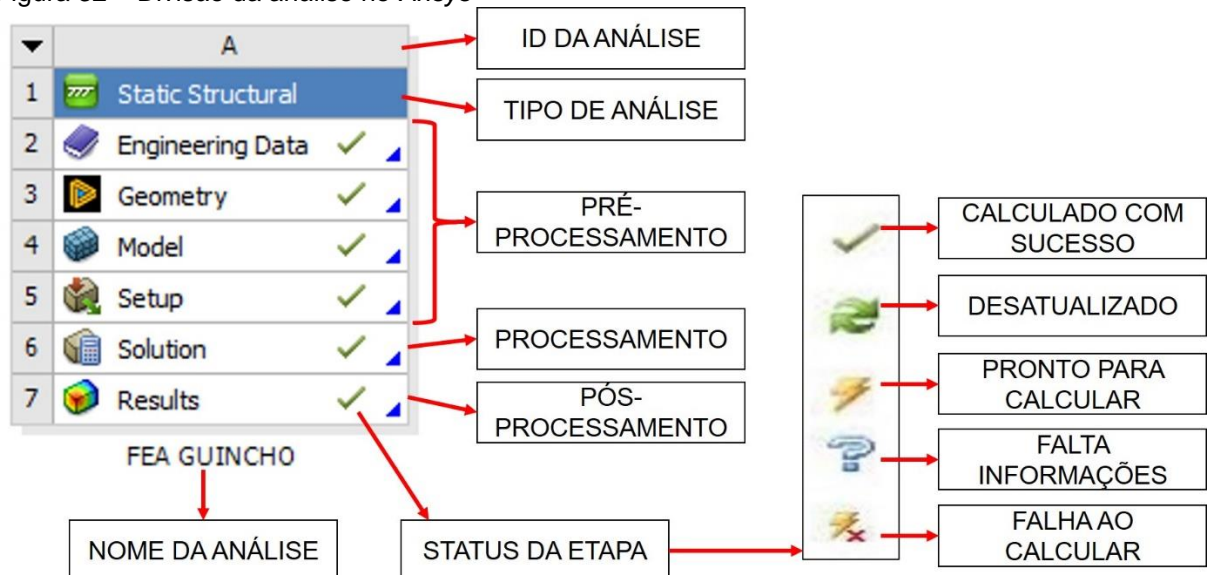 A
1 Static Structural
2 Engineering Data
3 Geometry
4 Model
5 Setup
6 Solution
7 Results
FEA GUINCHO
NOME DA ANÁLISE
ID DA ANÁLISE
TIPO DE ANÁLISE
PRÉ-
PROCESSAMENTO
PROCESSAMENTO
PÓS-
PROCESSAMENTO
STATUS DA ETAPA
CALCULADO COM
SUCESSO
DESATUALIZADO
PRONTO PARA
CALCULAR
FALTA
INFORMAÇÕES
FALHA AO
CALCULAR